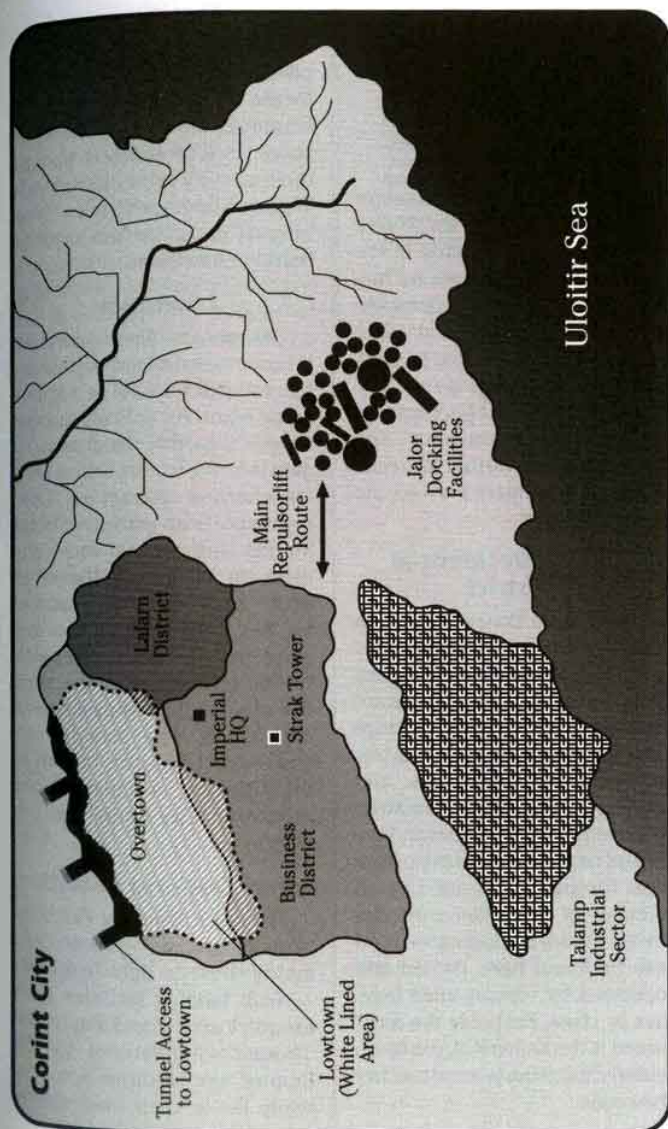 Corint City
Tunnel Access
to Lowtown
Lowtown
(White Lined
Area)
Overtown
Business
District
Lalarn
District
Imperial
HQ
Strak Tower
Main
Repulsorlift
Route
Jalor
Docking
Facilities
Talamp
Industrial
Sector
Uloitir Sea